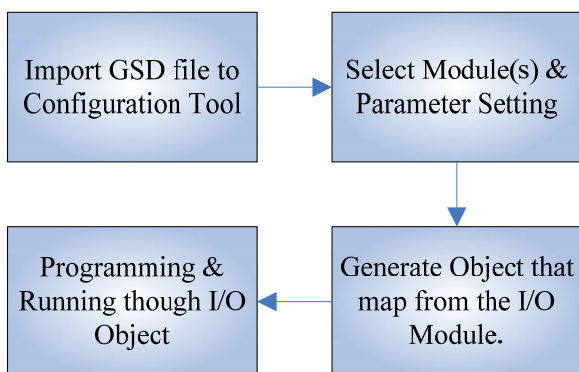 Import GSD file to
Configuration Tool
Select Module(s) &
Parameter Setting
Generate Object that
map from the I/O
Module.
Programming &
Running though I/O
Object